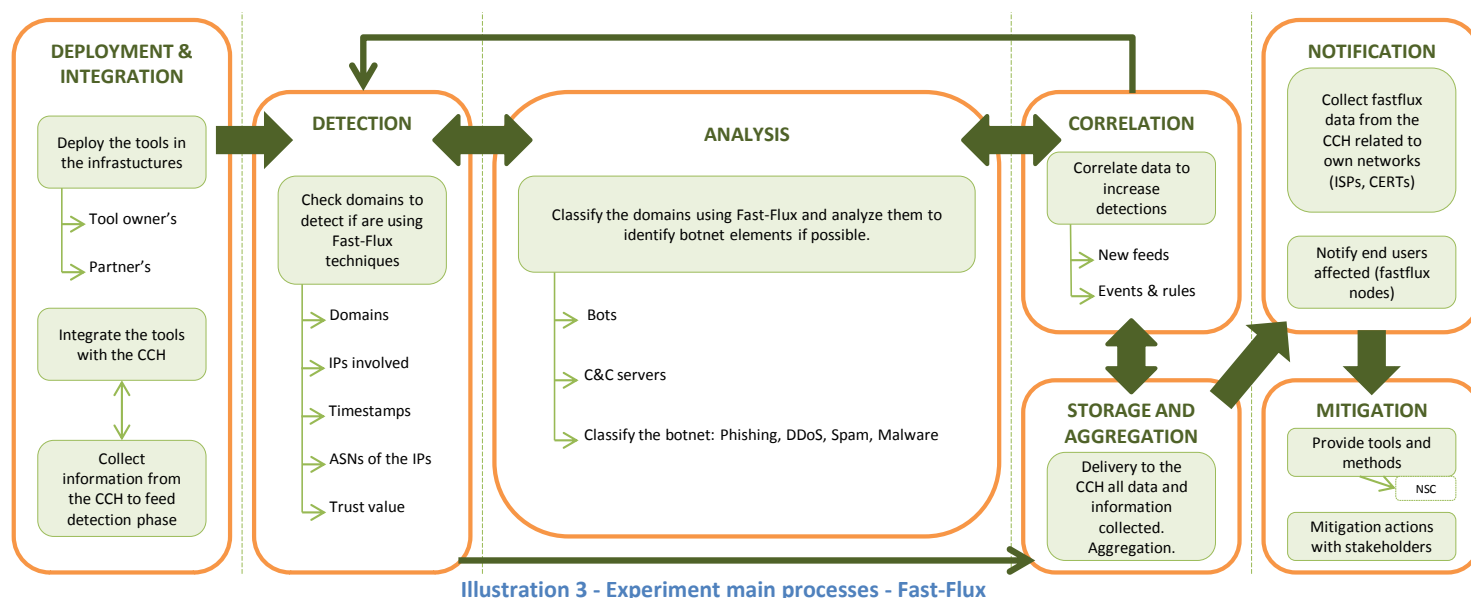 DEPLOYMENT &
INTEGRATION
Deploy the tools in
the infrastuctures
Tool owner's
Partner's
Integrate the tools
with the CCH
Collect
information from
the CCH to feed
detection phase
DETECTION
Check domains to
detect if are using
Fast-Flux
techniques
Domains
IPs involved
Timestamps
ASNs of the IPs
Trust value
ANALYSIS
Classify the domains using Fast-Flux and analyze them to
identify botnet elements if possible.
Bots
C&C servers
Classify the botnet: Phishing, DDoS, Spam, Malware
CORRELATION
Correlate data to
increase
detections
New feeds
Events & rules
STORAGE AND
AGGREGATION
Delivery to the
CCH all data and
information
collected.
Aggregation.
NOTIFICATION
Collect fastflux
data from the
CCH related to
own networks
(ISPs, CERTs)
Notify end users
affected (fastflux
nodes)
MITIGATION
Provide tools and
methods
NSC
Mitigation actions
with stakeholders
Illustration 3 - Experiment main processes - Fast-Flux